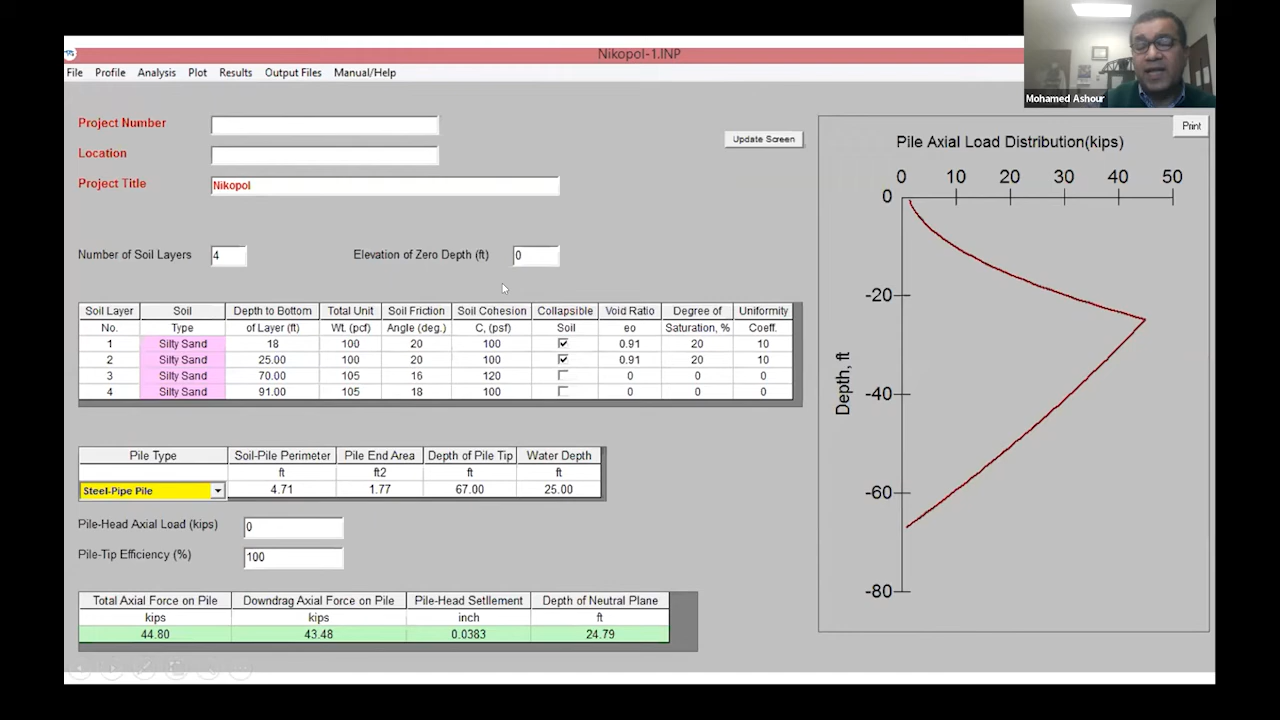 Nikopol-1.INP
File Profile Analysis Plot Results Output Files Manual/Help
Mohamed Ashour
Project Number
Location
Project Title Nikopol
Update Screen
Number of Soil Layers 4 Elevation of Zero Depth (ft) 0
Soil Layer Soil Depth to Bottom Total Unit Soil Friction Soil Cohesion Collapsible Void Ratio Degree of Uniformity
No. Type of Layer (ft) Wt. (pcf) Angle (deg.) C, (psf) Soil eo Saturation, % Coeff.
1 Silty Sand 18 100 20 100 0.91 20 10
2 Silty Sand 25.00 100 20 100 0.91 20 10
3 Silty Sand 70.00 105 16 120 0 0 0
4 Silty Sand 91.00 105 18 100 0 0 0
Pile Type Soil-Pile Perimeter Pile End Area Depth of Pile Tip Water Depth
ft ft2 ft ft
Steel-Pipe Pile 4.71 1.77 67.00 25.00
Pile-Head Axial Load (kips) 0
Pile-Tip Efficiency (%) 100
Total Axial Force on Pile Downdrag Axial Force on Pile Pile-Head Setllement Depth of Neutral Plane
kips kips inch ft
44.80 43.48 0.0383 24.79
Print
Pile Axial Load Distribution(kips)
0 10 20 30 40 50
0
-20
-40
-60
-80
Depth, ft